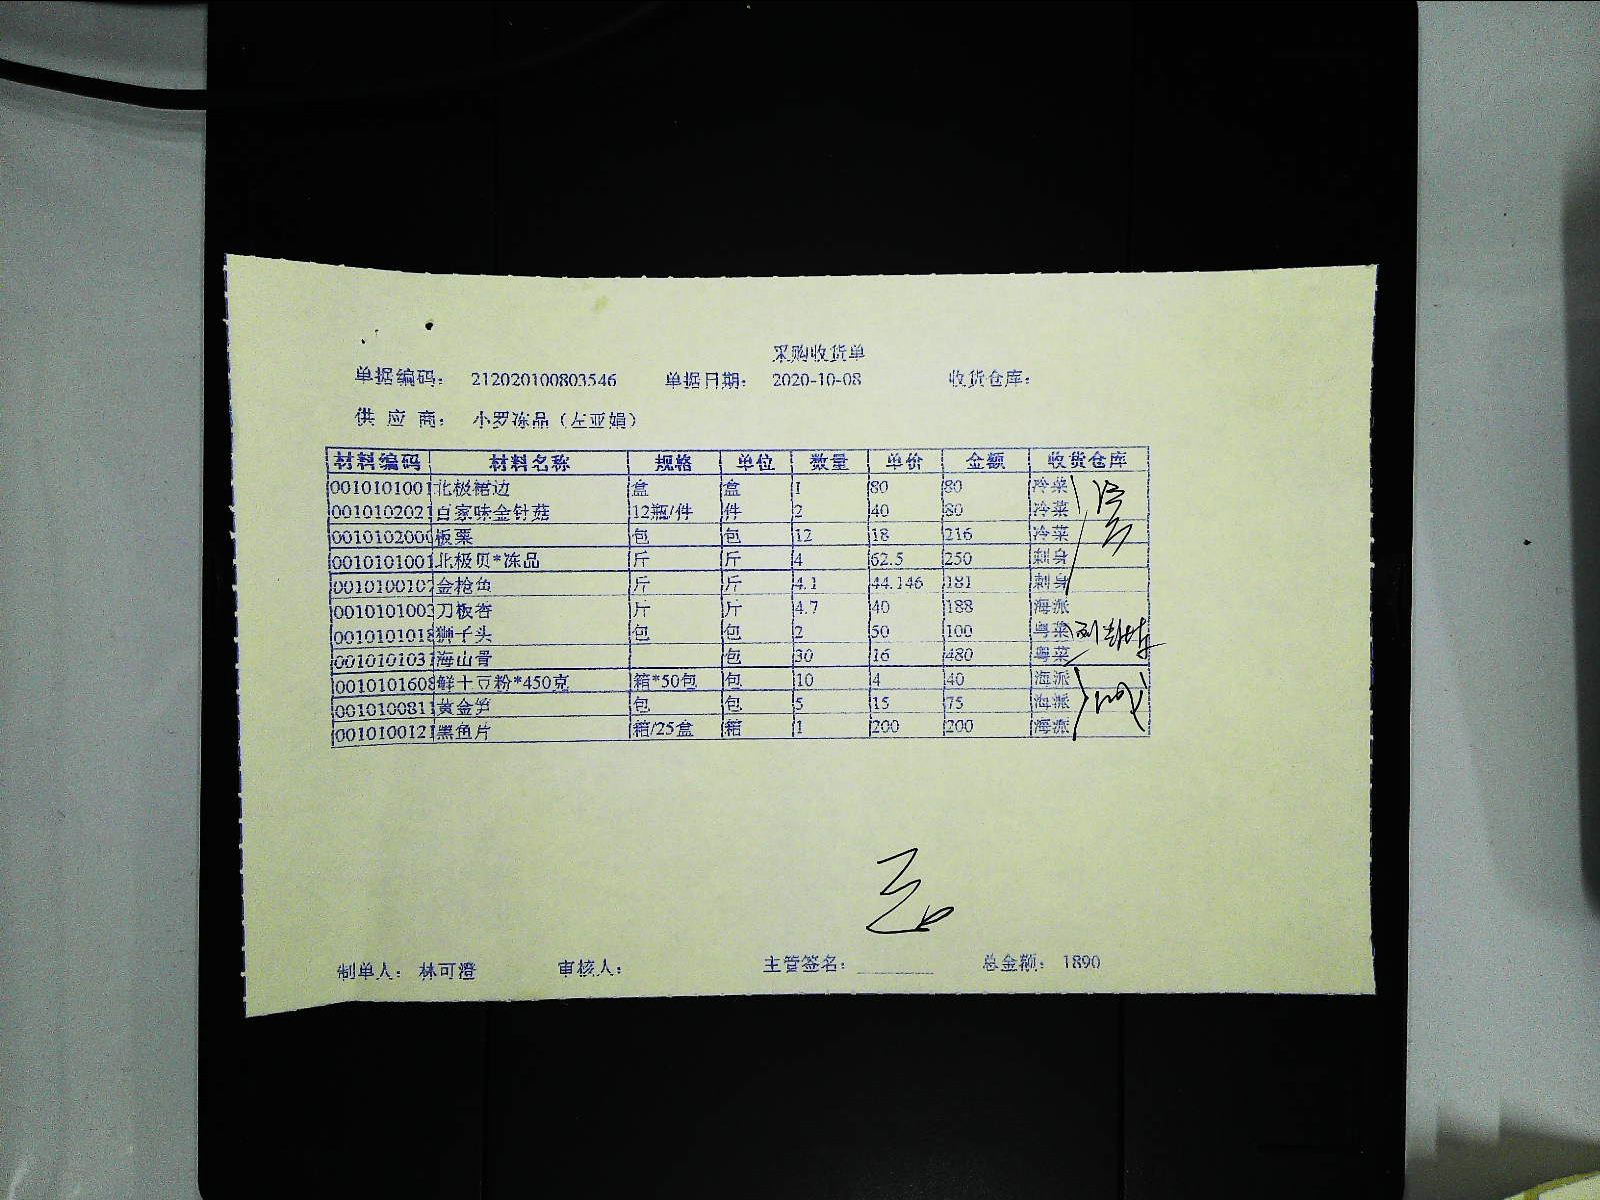 采购收货单
单据编码： 212020100803546 单据日期： 2020-10-08 收货仓库：
供 应 商： 小罗冻品（左亚娟）
材料编码 材料名称 规格 单位 数量 单价 金额 收货仓库
0010101001 北极裙边 盒 盒 1 80 80 冷菜
0010102021 百家味金针菇 12瓶/件 件 2 40 80 冷菜
0010102000 板栗 包 包 12 18 216 冷菜
0010101001 北极贝*冻品 斤 斤 4 62.5 250 刺身
0010100107 金枪鱼 斤 斤 4.1 44.146 181 刺身
0010101003 刀板香 斤 斤 4.7 40 188 海派
0010101018 狮子头 包 包 2 50 100 粤菜
0010101031 海山骨 包 30 16 480 粤菜
0010101608 鲜土豆粉*450克 箱*50包 包 10 4 40 海派
0010100811 黄金笋 包 包 5 15 75 海派
0010100121 黑鱼片 箱/25盒 箱 1 200 200 海派
制单人： 林可澄 审核人： 主管签名： 总金额： 1890